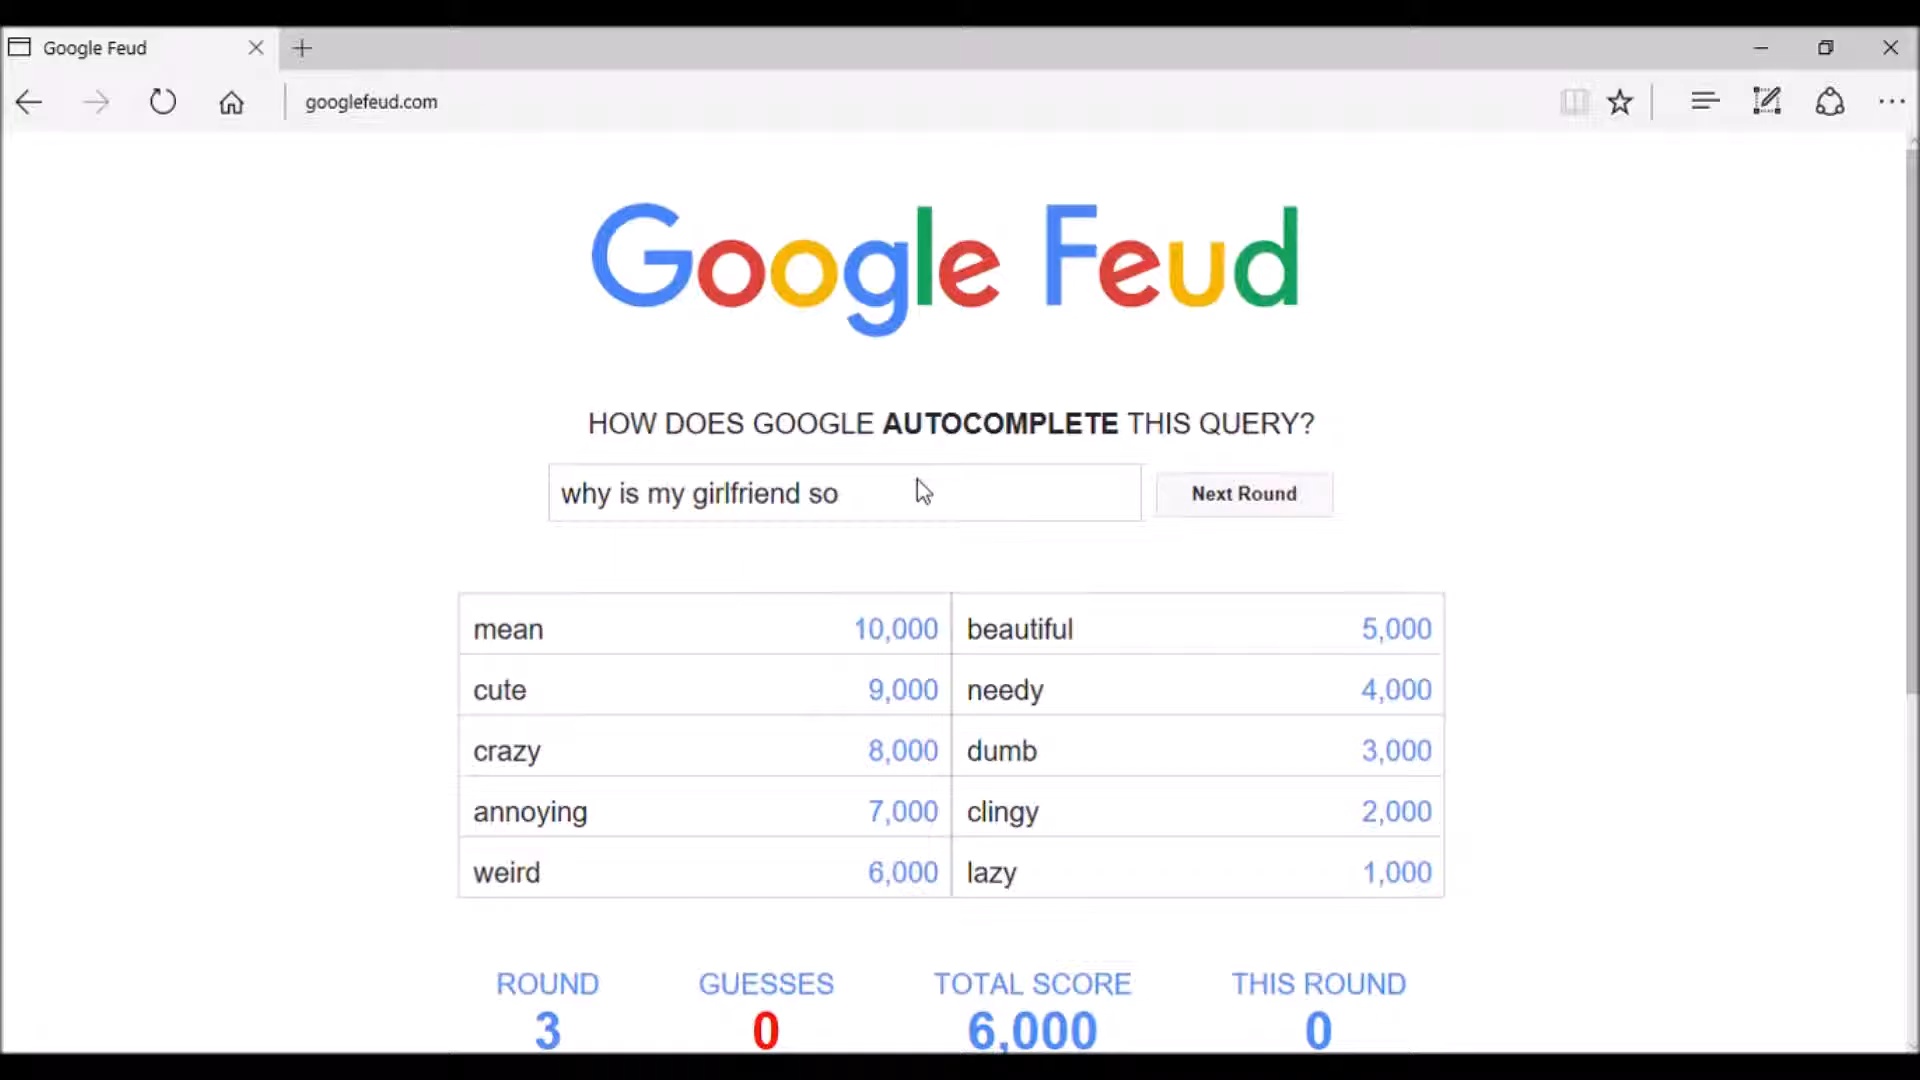 Google Feud
googlefeud.com
Google Feud
HOW DOES GOOGLE AUTOCOMPLETE THIS QUERY?
why is my girlfriend so
Next Round
mean 10,000 beautiful 5,000
cute 9,000 needy 4,000
crazy 8,000 dumb 3,000
annoying 7,000 clingy 2,000
weird 6,000 lazy 1,000
ROUND GUESSES TOTAL SCORE THIS ROUND
3 0 6,000 0